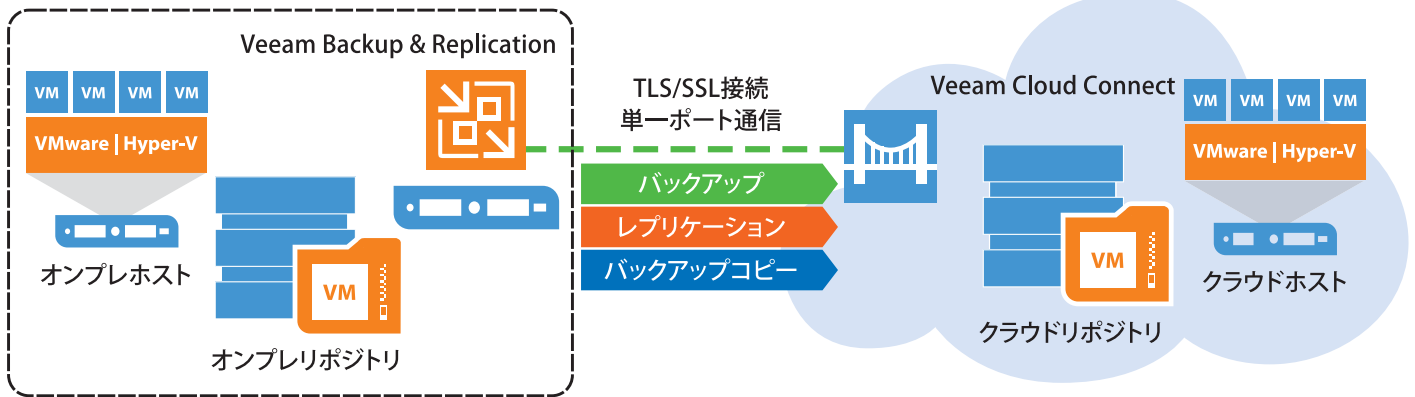 Veeam Backup & Replication
VM VM VM VM
VMware | Hyper-V
オンプレホスト
VM
オンプレリポジトリ
TLS/SSL接続
単一ポート通信
バックアップ
レプリケーション
バックアップコピー
Veeam Cloud Connect
VM VM VM VM
VMware | Hyper-V
クラウドホスト
VM
クラウドリポジトリ